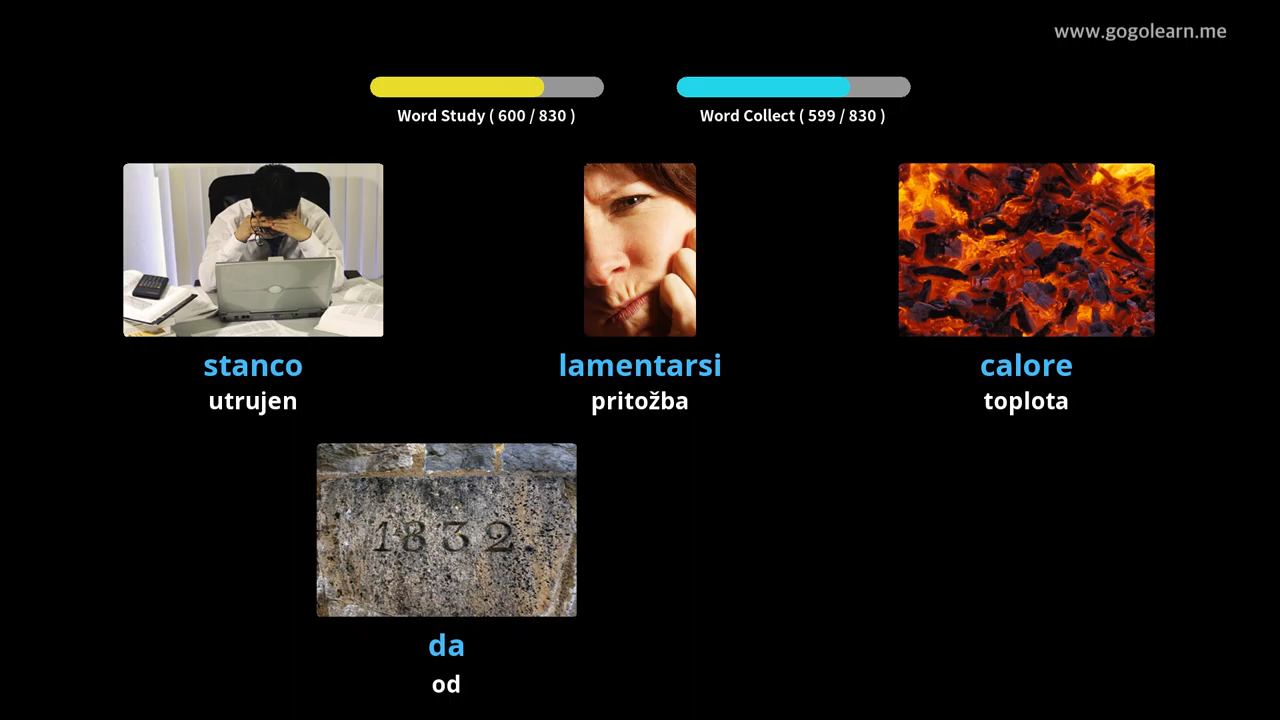 www.gogolearn.me
Word Study ( 600 / 830 )
Word Collect ( 599 / 830 )
stanco
utrujen
lamentarsi
pritožba
calore
toplota
1832
da
od